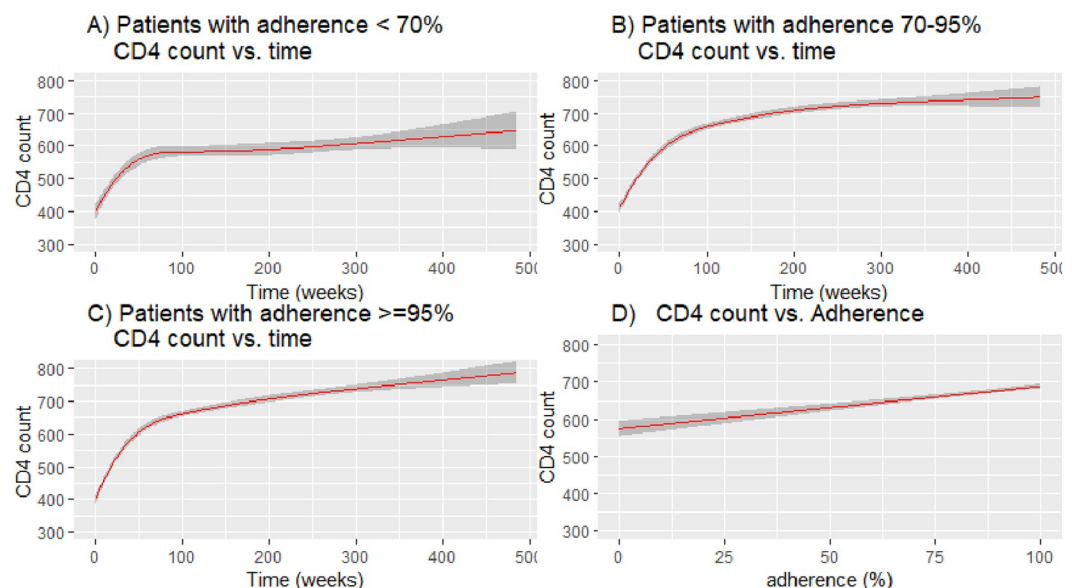 A) Patients with adherence < 70%
CD4 count vs. time
CD4 count
800
700
600
500
400
300
0 100 200 300 400 500
Time (weeks)
B) Patients with adherence 70-95%
CD4 count vs. time
CD4 count
800
700
600
500
400
300
0 100 200 300 400 500
Time (weeks)
C) Patients with adherence >=95%
CD4 count vs. time
CD4 count
800
700
600
500
400
300
0 100 200 300 400 500
Time (weeks)
D) CD4 count vs. Adherence
CD4 count
800
700
600
500
400
300
0 25 50 75 100
adherence (%)